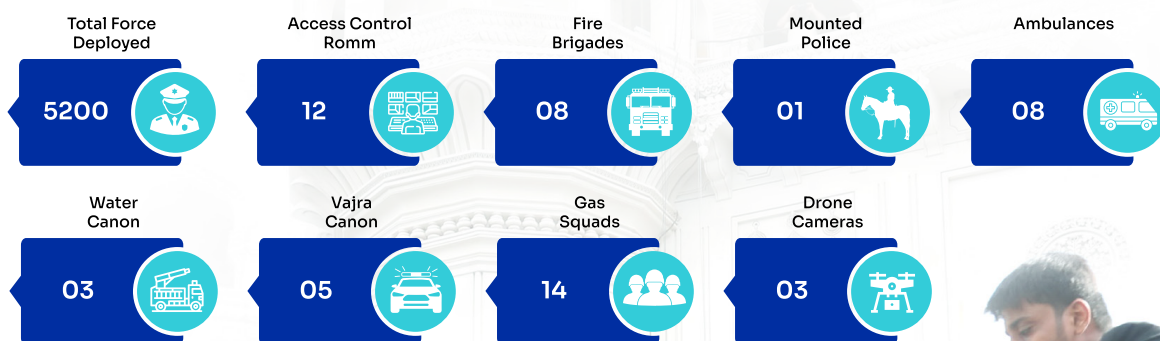 Total Force
Deployed
5200
Access Control
Romm
12
Fire
Brigades
08
Mounted
Police
01
Ambulances
08
Water
Canon
03
Vajra
Canon
05
Gas
Squads
14
Drone
Cameras
03